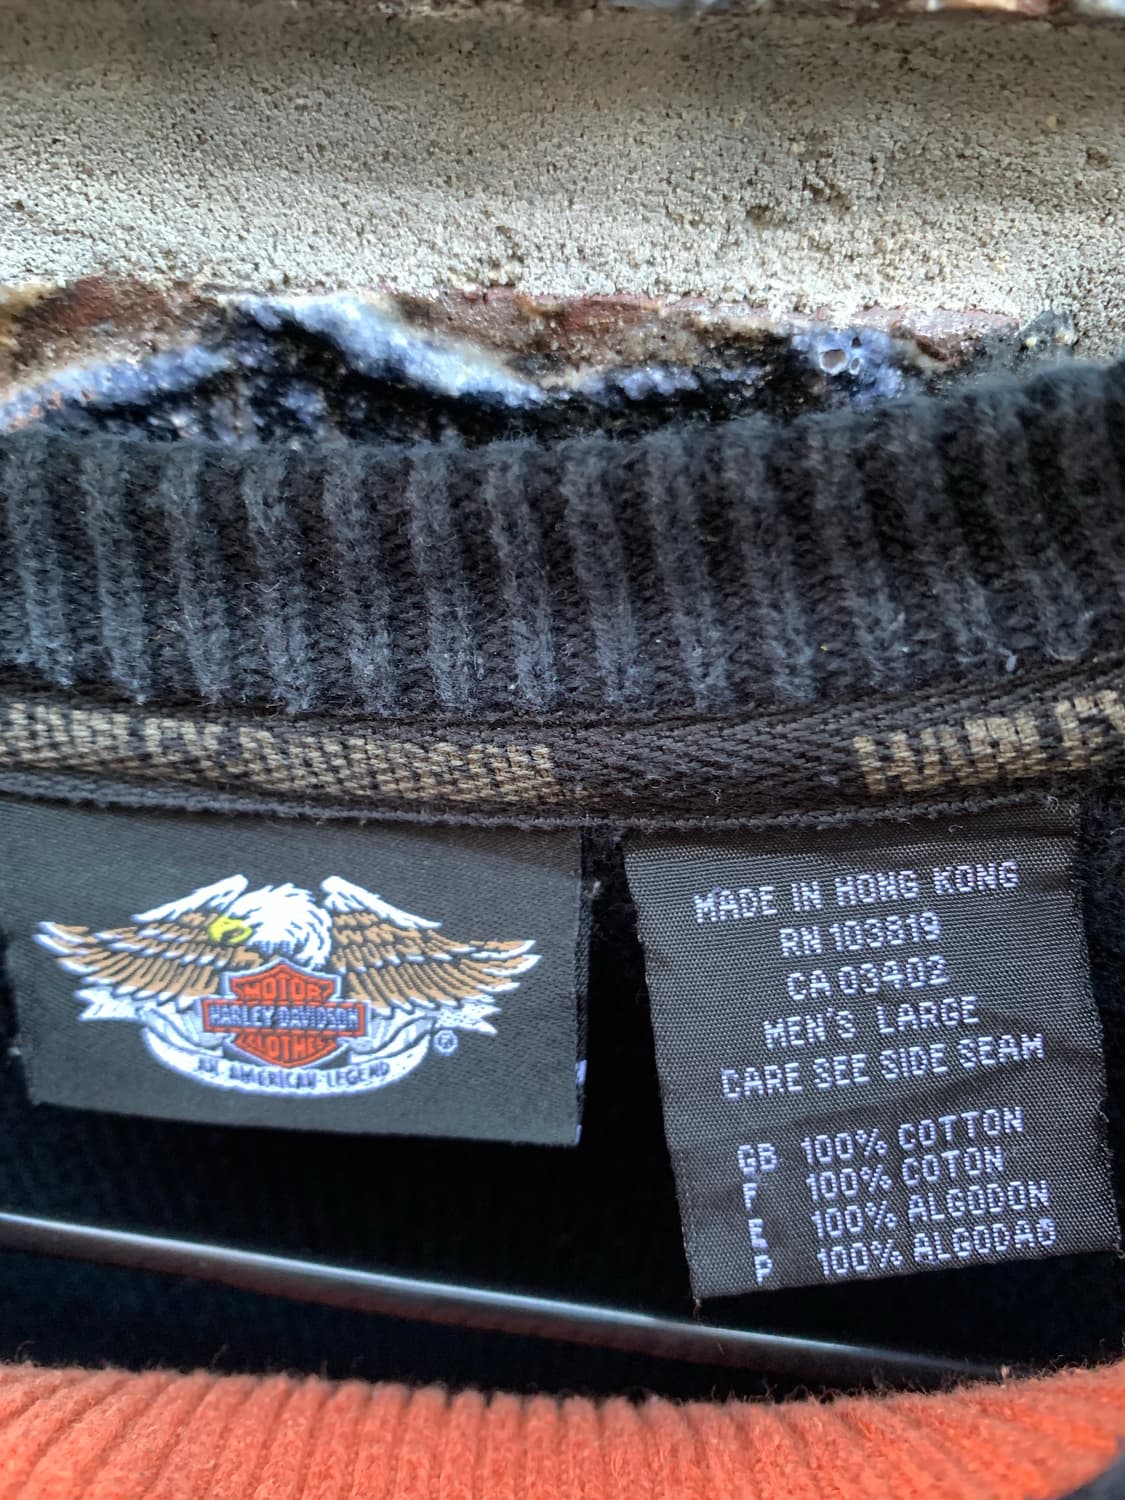 HARLEY-DAVIDSON HARLEY
MOTOR
HARLEY-DAVIDSON
CLOTHES
AN AMERICAN LEGEND
®
MADE IN HONG KONG
RN 103819
CA 03402
MEN'S LARGE
CARE SEE SIDE SEAM
GB 100% COTTON
F 100% COTON
E 100% ALGODON
P 100% ALGODAO